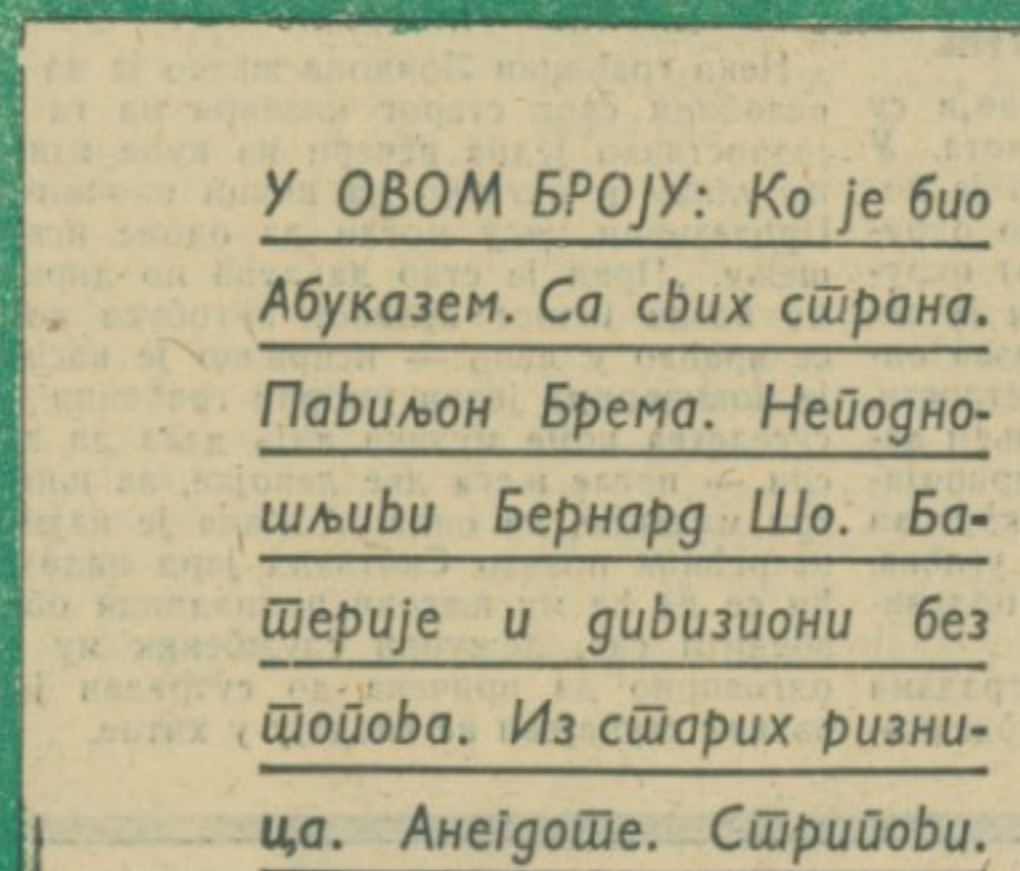 У ОВОМ БРОЈУ: Ко је био
Абуказем. Са свих страна.
Павиљон Брема. Неподно-
шљиви Бернард Шо. Ба-
терије и дивизиони без
топова. Из старих ризни-
ца. Анегдоте. Стрипови.